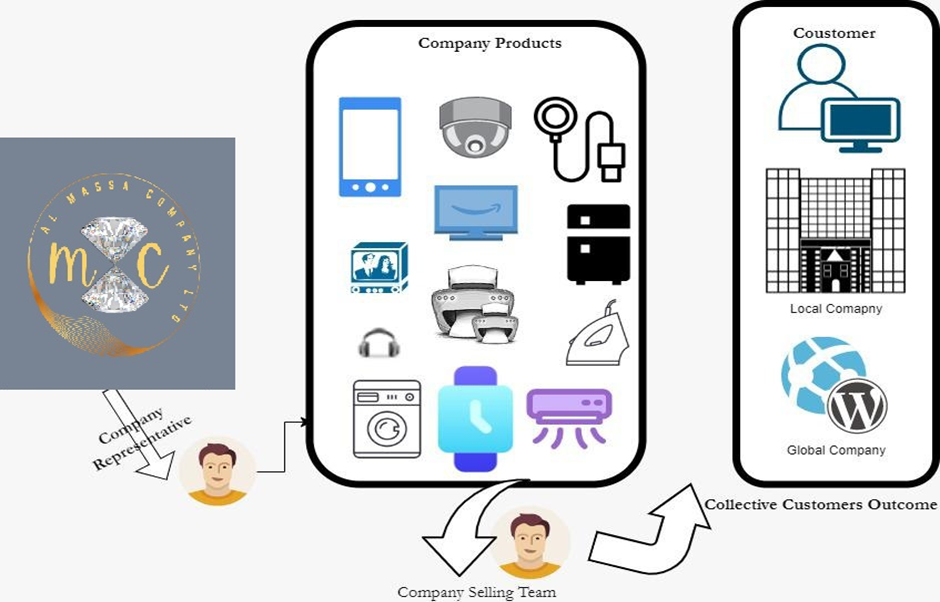 Company Products
Coustomer
AL MASSA COMPANY LTD
m C
Local Comapny
W
Global Company
Company
Representative
Collective Customers Outcome
Company Selling Team